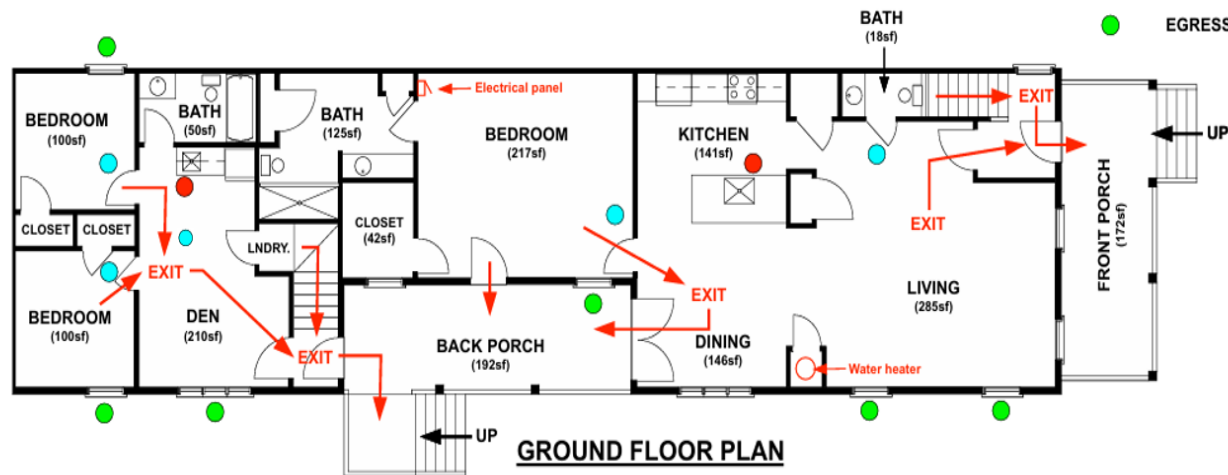 BATH
(18sf)
EGRESS
Electrical panel
BEDROOM
(100sf)
BATH
(50sf)
BATH
(125sf)
BEDROOM
(217sf)
KITCHEN
(141sf)
EXIT
UP
CLOSET
CLOSET
LNDRY.
CLOSET
(42sf)
EXIT
FRONT PORCH
(172sf)
EXIT
BEDROOM
(100sf)
DEN
(210sf)
EXIT
BACK PORCH
(192sf)
EXIT
DINING
(146sf)
LIVING
(285sf)
Water heater
UP
GROUND FLOOR PLAN